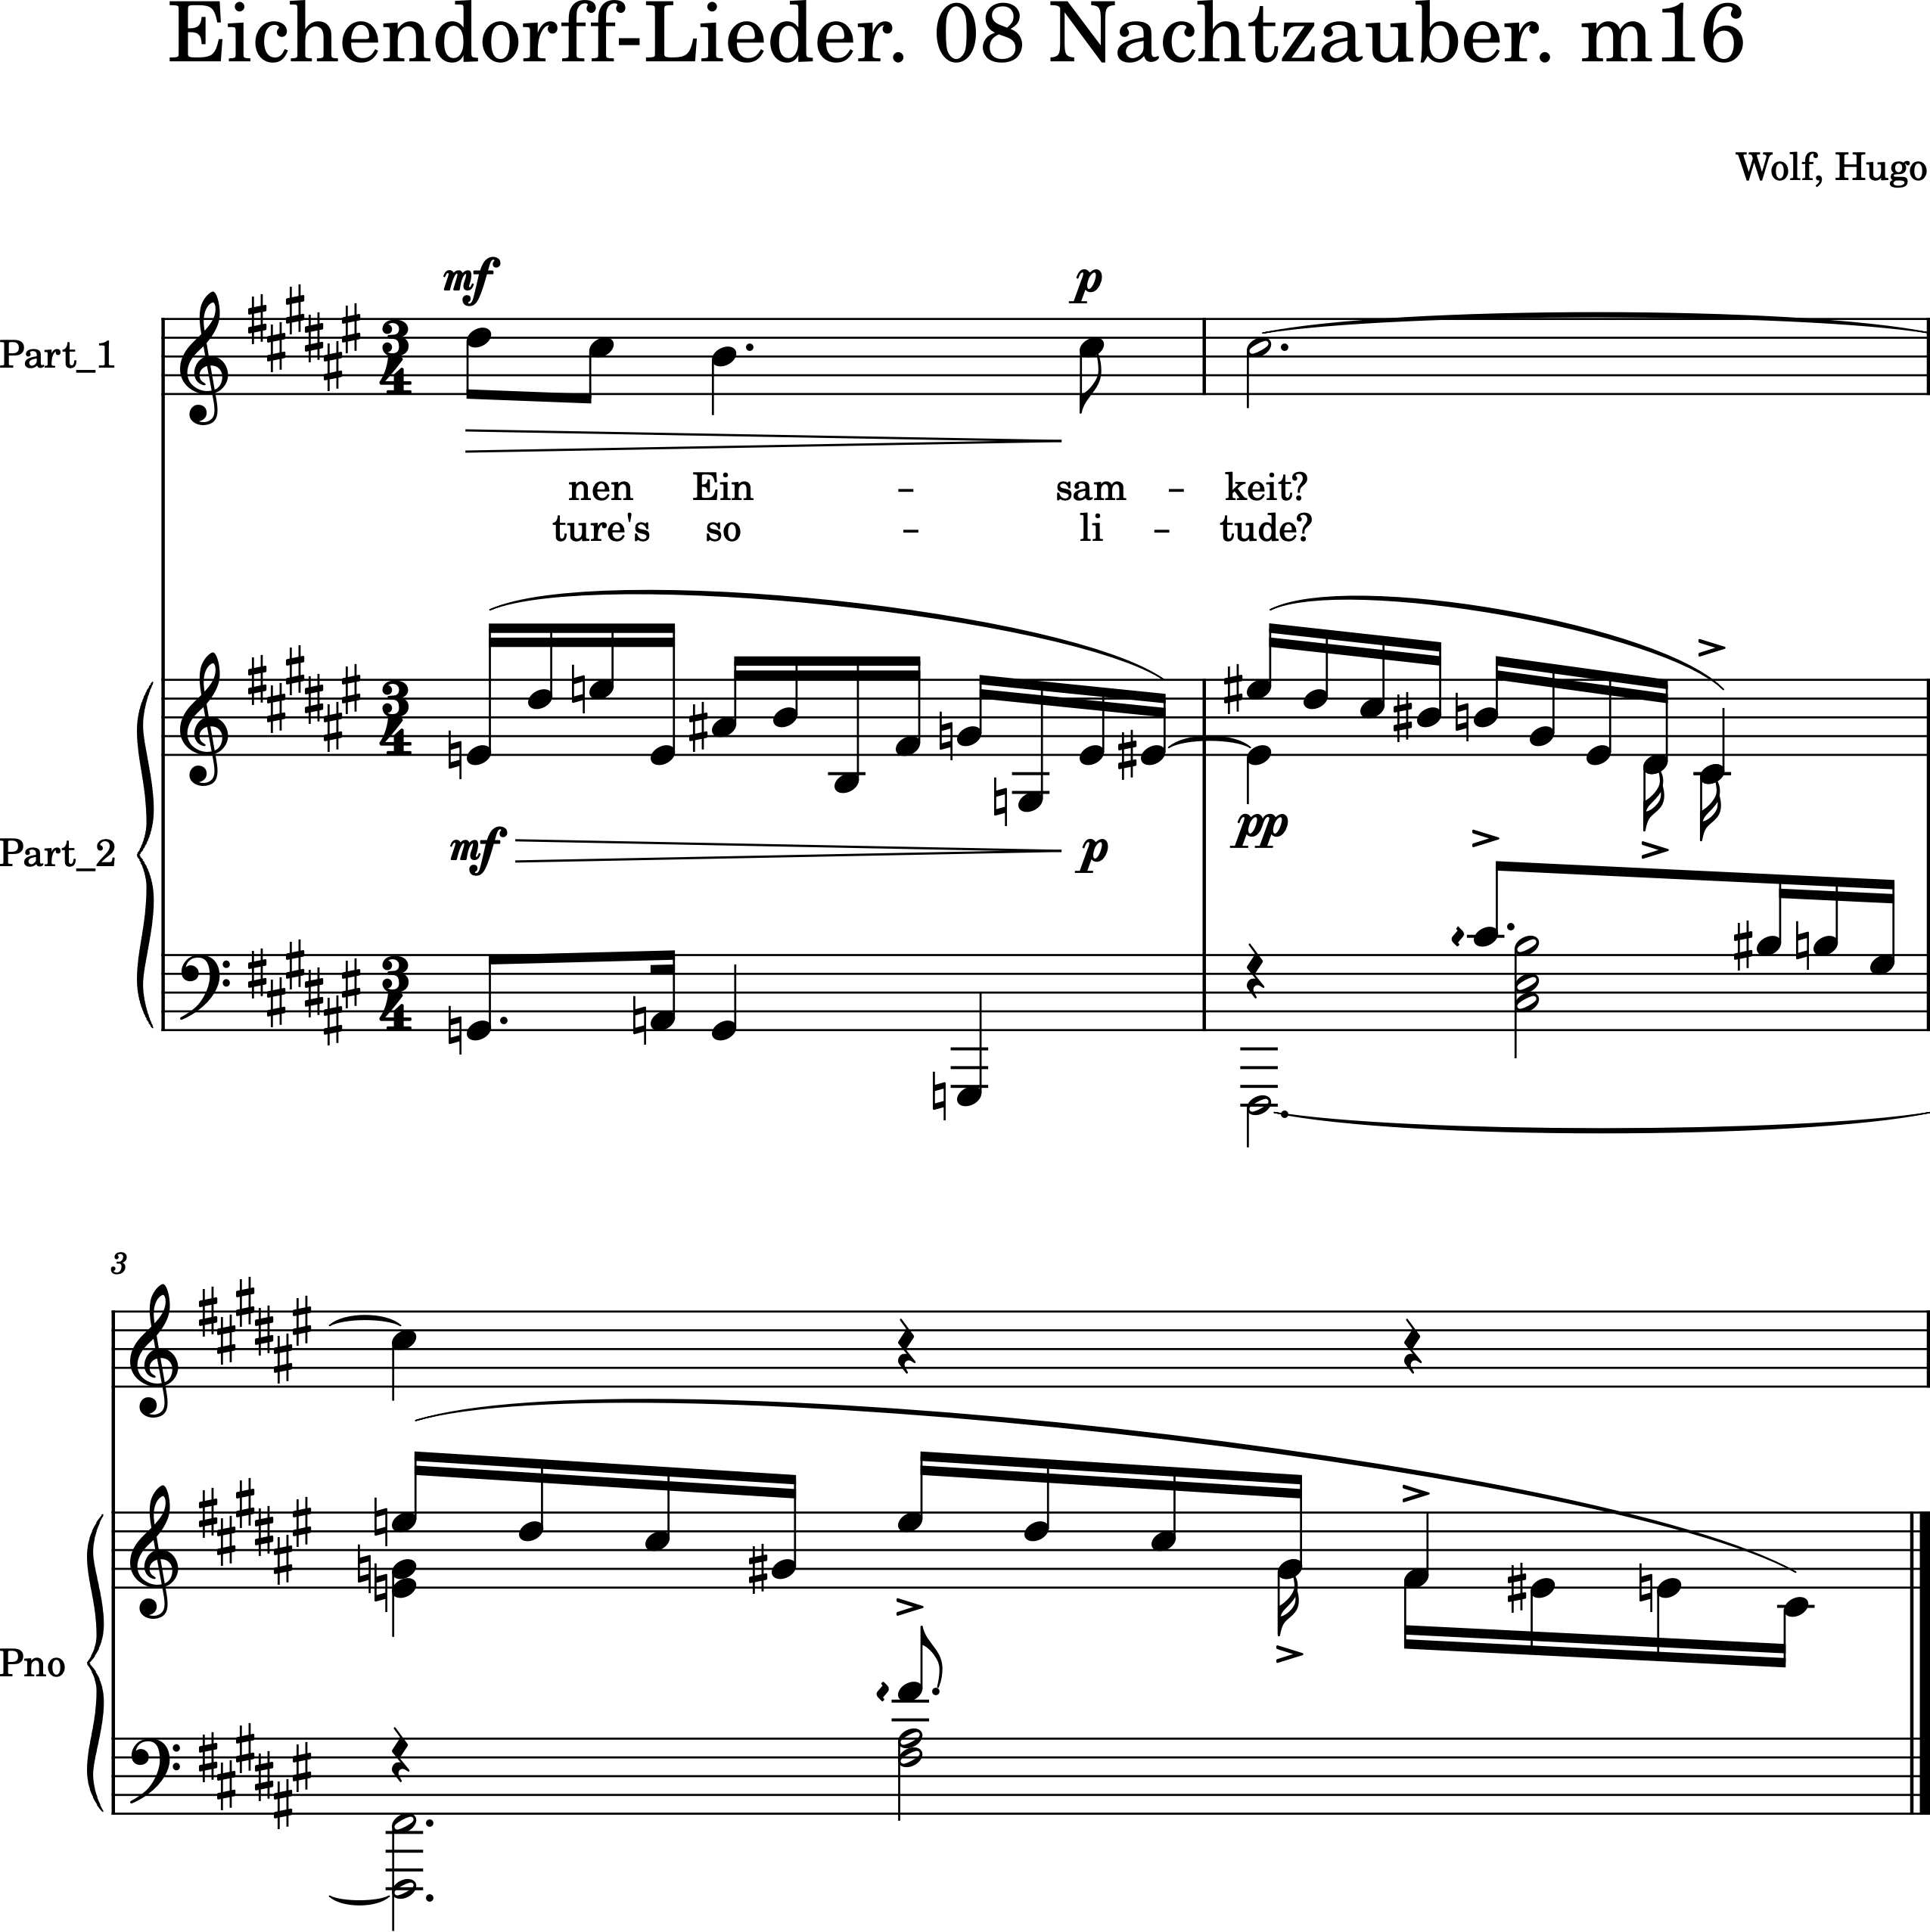 Eichendorff-Lieder. 08 Nachtzauber. m16
Wolf, Hugo
mf p
Part_1
nen Ein - sam - keit?
ture's so - li - tude?
Part_2
mf p pp
3
Pno